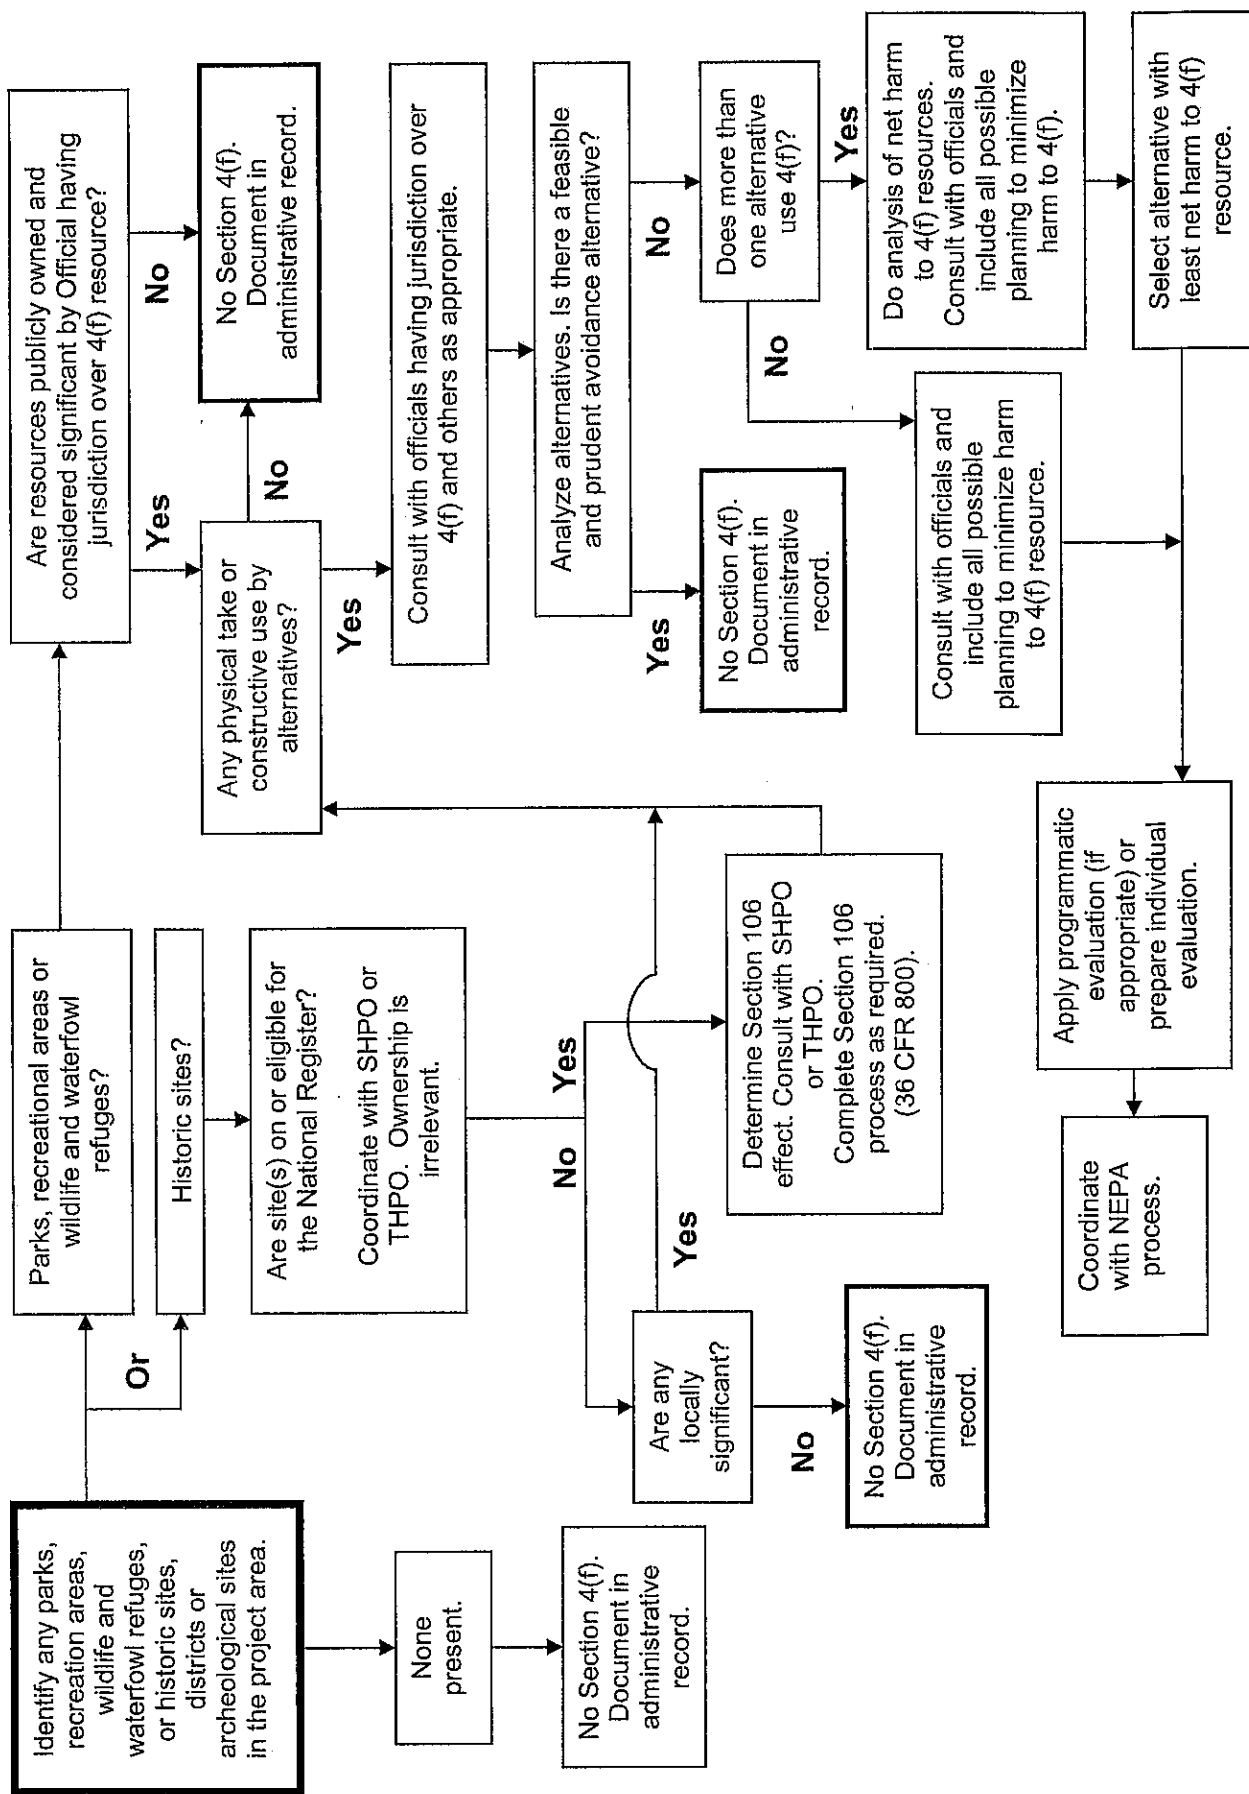 Identify any parks,
recreation areas,
wildlife and
waterfowl refuges,
or historic sites,
districts or
archeological sites
in the project area.
None
present.
No Section 4(f).
Document in
administrative
record.
Or
Parks, recreational areas or
wildlife and waterfowl
refuges?
Historic sites?
Are site(s) on or eligible for
the National Register?
Coordinate with SHPO or
THPO. Ownership is
irrelevant.
No
Yes
Are any
locally
significant?
Yes
No
No Section 4(f).
Document in
administrative
record.
Determine Section 106
effect. Consult with SHPO
or THPO.
Complete Section 106
process as required.
(36 CFR 800).
Are resources publicly owned and
considered significant by Official having
jurisdiction over 4(f) resource?
Yes
No
Any physical take or
constructive use by
alternatives?
No
No Section 4(f).
Document in
administrative record.
Yes
Consult with officials having jurisdiction over
4(f) and others as appropriate.
Analyze alternatives. Is there a feasible
and prudent avoidance alternative?
Yes
No
No Section 4(f).
Document in
administrative
record.
Does more than
one alternative
use 4(f)?
No
Yes
Consult with officials and
include all possible
planning to minimize harm
to 4(f) resource.
Do analysis of net harm
to 4(f) resources.
Consult with officials and
include all possible
planning to minimize
harm to 4(f).
Select alternative with
least net harm to 4(f)
resource.
Apply programmatic
evaluation (if
appropriate) or
prepare individual
evaluation.
Coordinate
with NEPA
process.